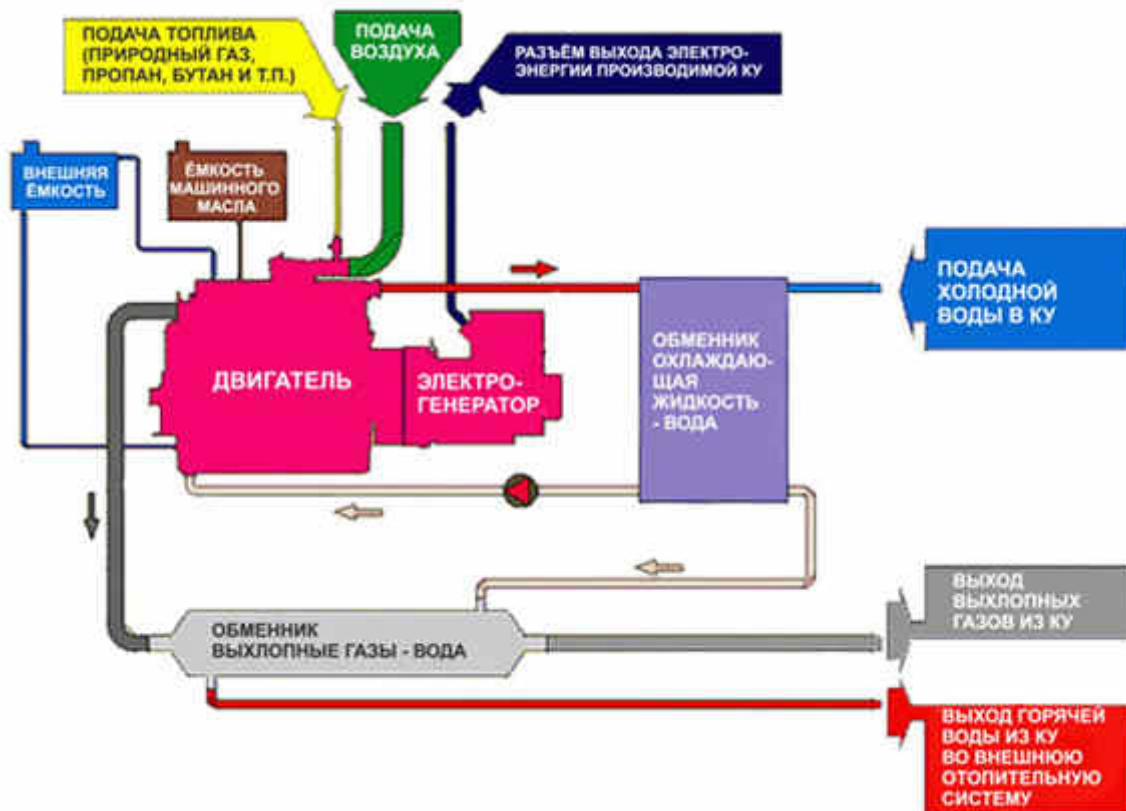 ПОДАЧА ТОПЛИВА
(ПРИРОДНЫЙ ГАЗ,
ПРОПАН, БУТАН И Т.П.)
ПОДАЧА
ВОЗДУХА
РАЗЪЁМ ВЫХОДА ЭЛЕКТРО-
ЭНЕРГИИ ПРОИЗВОДИМОЙ КУ
ВНЕШНЯЯ
ЁМКОСТЬ
ЁМКОСТЬ
МАШИННОГО
МАСЛА
ПОДАЧА
ХОЛОДНОЙ
ВОДЫ В КУ
ДВИГАТЕЛЬ
ЭЛЕКТРО-
ГЕНЕРАТОР
ОБМЕННИК
ОХЛАЖДАЮ-
ЩАЯ
ЖИДКОСТЬ
- ВОДА
ОБМЕННИК
ВЫХЛОПНЫЕ ГАЗЫ - ВОДА
ВЫХОД
ВЫХЛОПНЫХ
ГАЗОВ ИЗ КУ
ВЫХОД ГОРЯЧЕЙ
ВОДЫ ИЗ КУ
ВО ВНЕШНЮЮ
ОТОПИТЕЛЬНУЮ
СИСТЕМУ